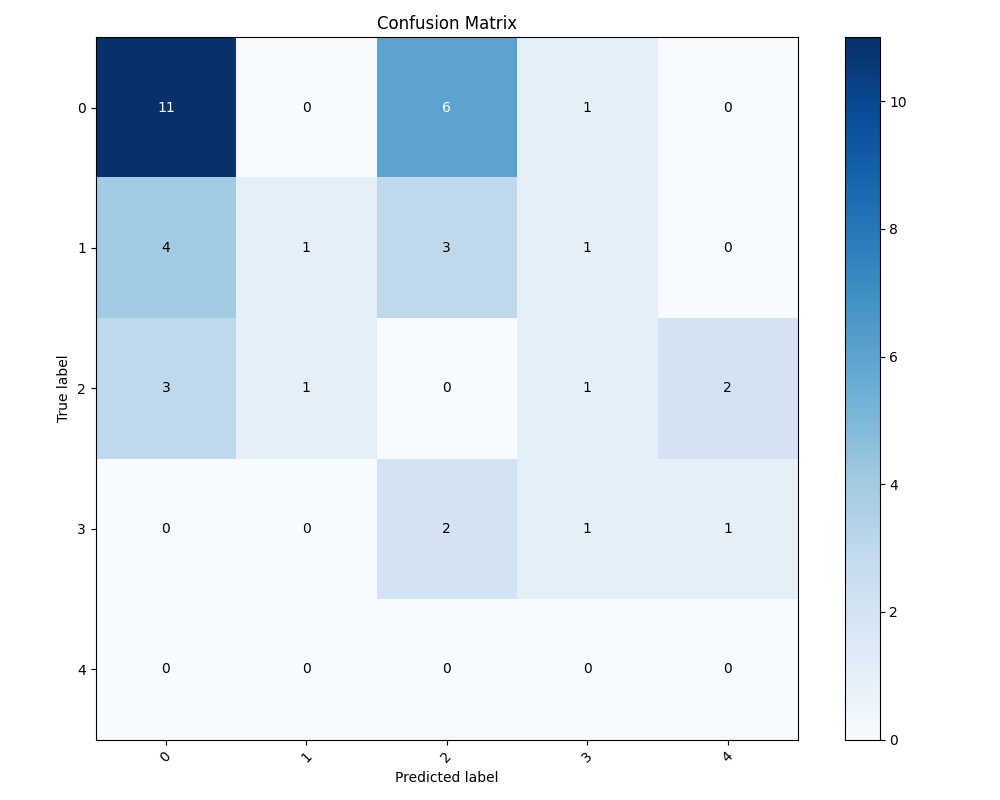 Confusion Matrix
0 11 0 6 1 0
1 4 1 3 1 0
2 3 1 0 1 2
3 0 0 2 1 1
4 0 0 0 0 0
0 1 2 3 4
True label
Predicted label
10
8
6
4
2
0